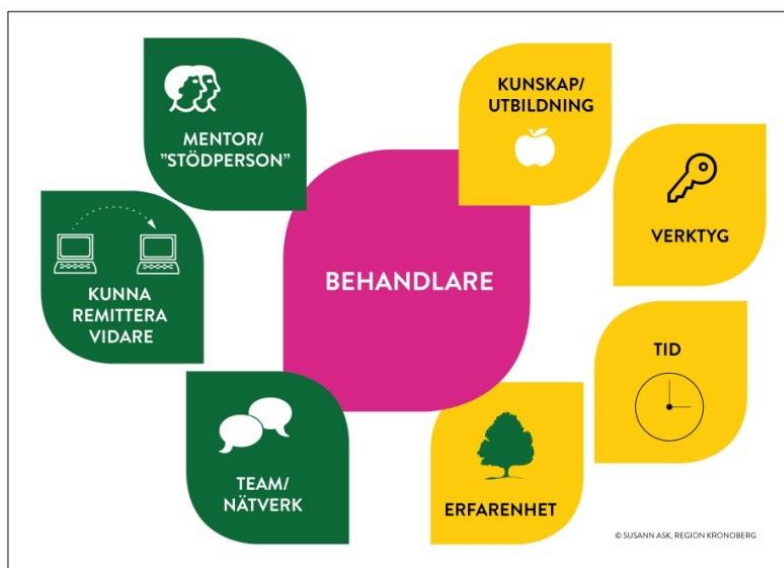 MENTOR/
"STÖDPERSON"
KUNNA
REMITTERA
VIDARE
TEAM/
NÄTVERK
BEHANDLARE
KUNSKAP/
UTBILDNING
VERKTYG
TID
ERFARENHET
© SUSANN ASK, REGION KRONOBERG